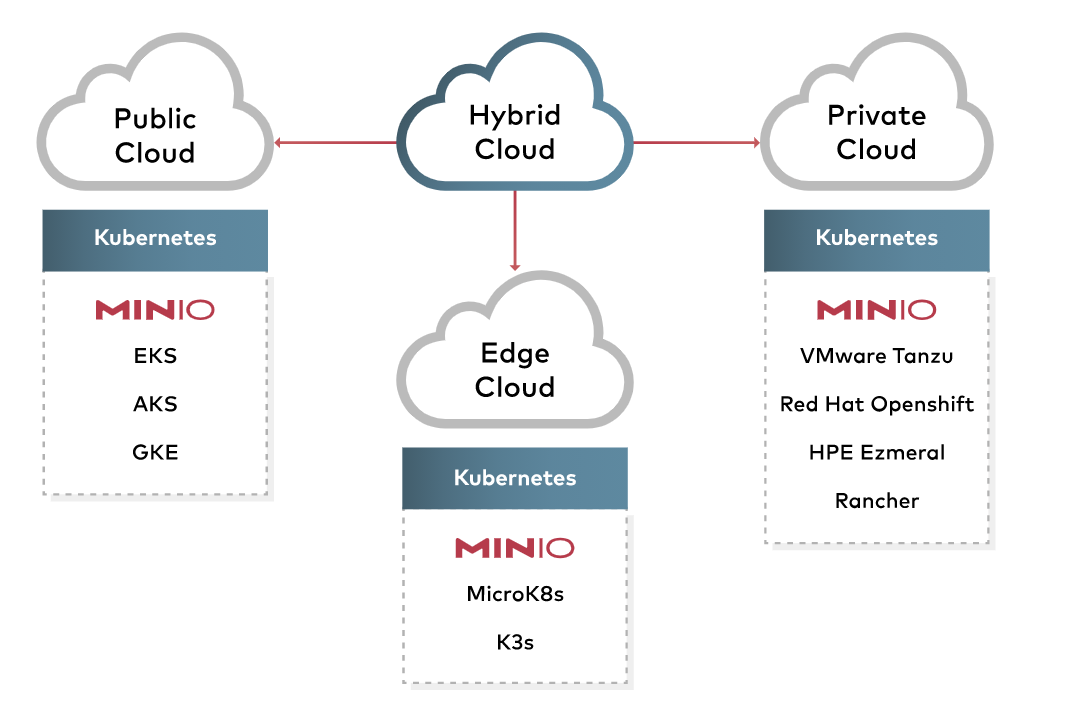 Public
Cloud
Hybrid
Cloud
Private
Cloud
Kubernetes
MINIO
EKS
AKS
GKE
Edge
Cloud
Kubernetes
MINIO
MicroK8s
K3s
Kubernetes
MINIO
VMware Tanzu
Red Hat Openshift
HPE Ezmeral
Rancher